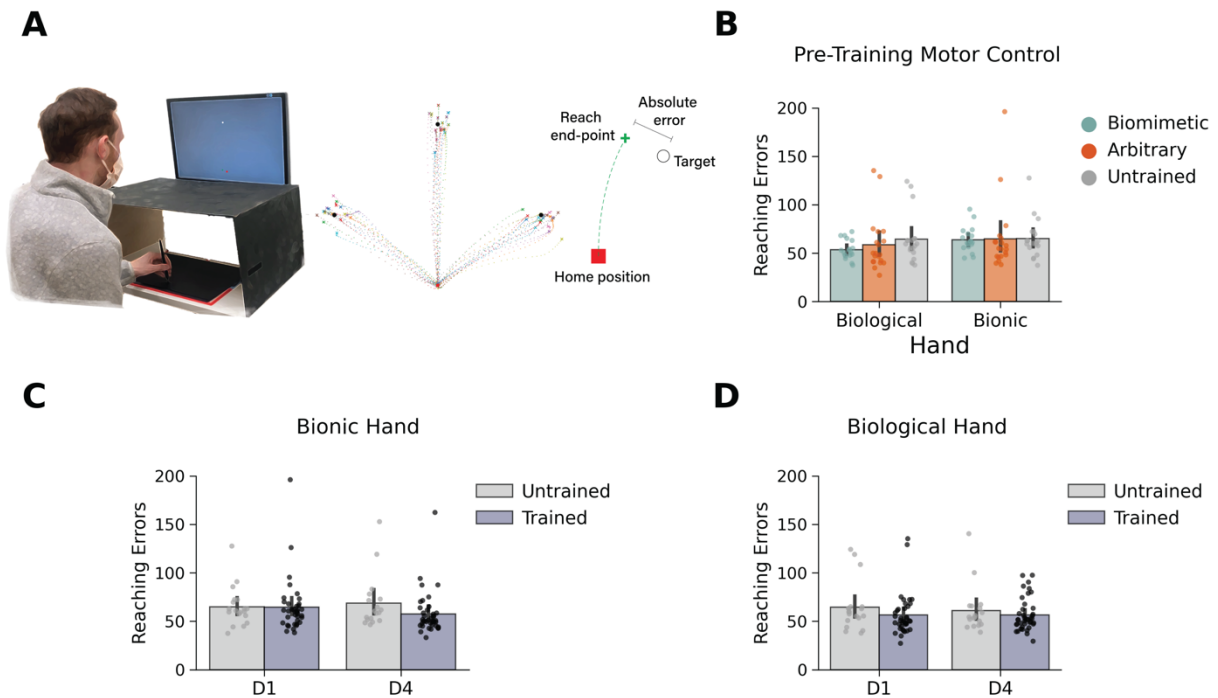 A
Reach
end-point
Absolute
error
Target
Home position
B
Pre-Training Motor Control
200
150
100
50
0
Reaching Errors
Biological
Bionic
Hand
Biomimetic
Arbitrary
Untrained
C
Bionic Hand
200
150
100
50
0
Reaching Errors
D1
D4
Untrained
Trained
D
Biological Hand
200
150
100
50
0
Reaching Errors
D1
D4
Untrained
Trained